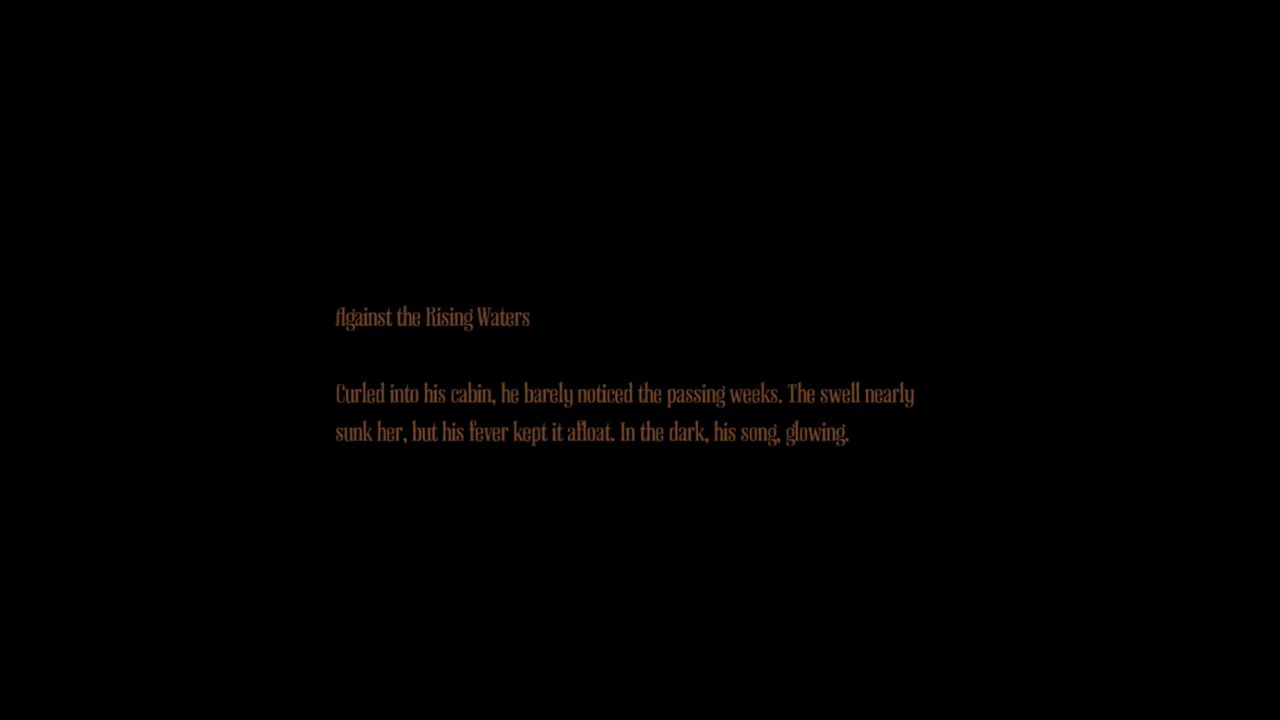 Against the Rising Waters
Curled into his cabin, he barely noticed the passing weeks. The swell nearly
sunk her, but his fever kept it afloat. In the dark, his song, glowing.